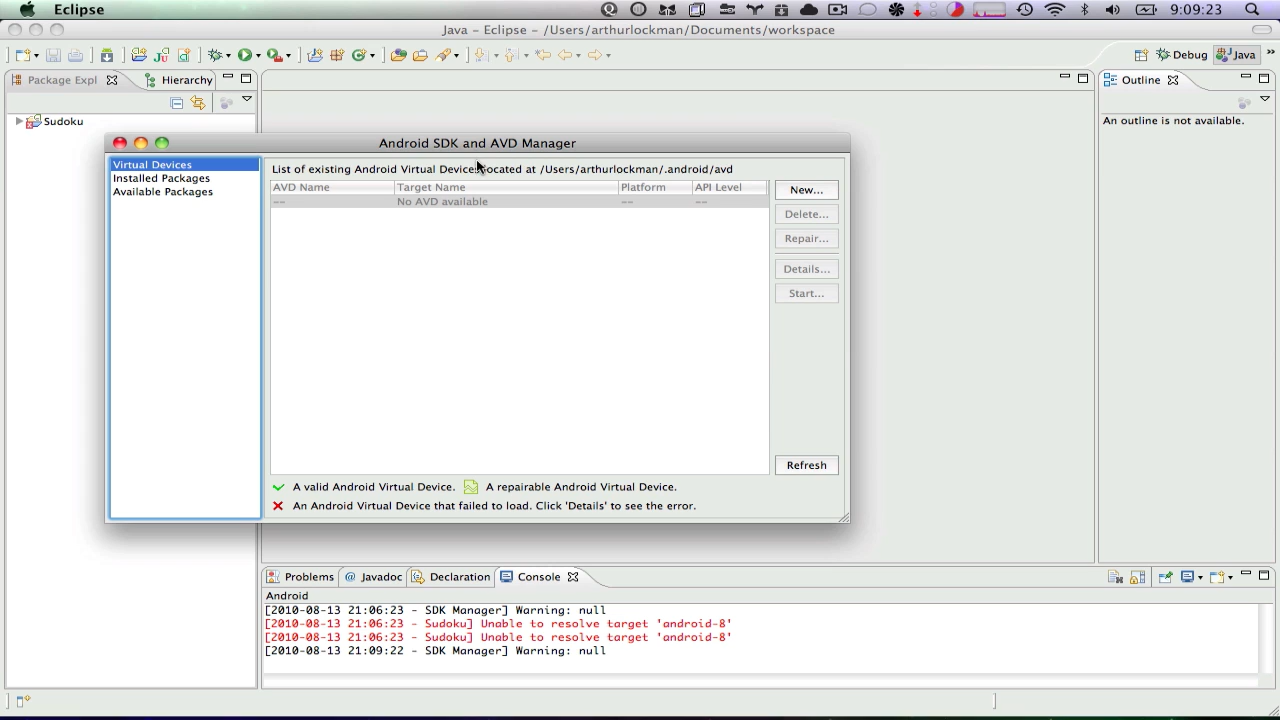 Eclipse
9:09:23
Java – Eclipse – /Users/arthurlockman/Documents/workspace
Debug
Java
Package Expl
Hierarchy
Outline
Sudoku
An outline is not available.
Android SDK and AVD Manager
Virtual Devices
Installed Packages
Available Packages
List of existing Android Virtual Devices located at /Users/arthurlockman/.android/avd
AVD Name Target Name Platform API Level
-- No AVD available -- --
New...
Delete...
Repair...
Details...
Start...
Refresh
A valid Android Virtual Device. A repairable Android Virtual Device.
An Android Virtual Device that failed to load. Click 'Details' to see the error.
Problems Javadoc Declaration Console
Android
[2010-08-13 21:06:23 - SDK Manager] Warning: null
[2010-08-13 21:06:23 - Sudoku] Unable to resolve target 'android-8'
[2010-08-13 21:06:23 - Sudoku] Unable to resolve target 'android-8'
[2010-08-13 21:09:22 - SDK Manager] Warning: null